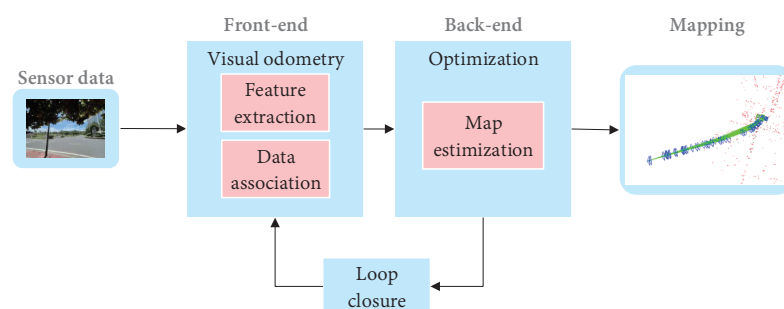 Sensor data
Front-end
Visual odometry
Feature
extraction
Data
association
Back-end
Optimization
Map
estimization
Loop
closure
Mapping